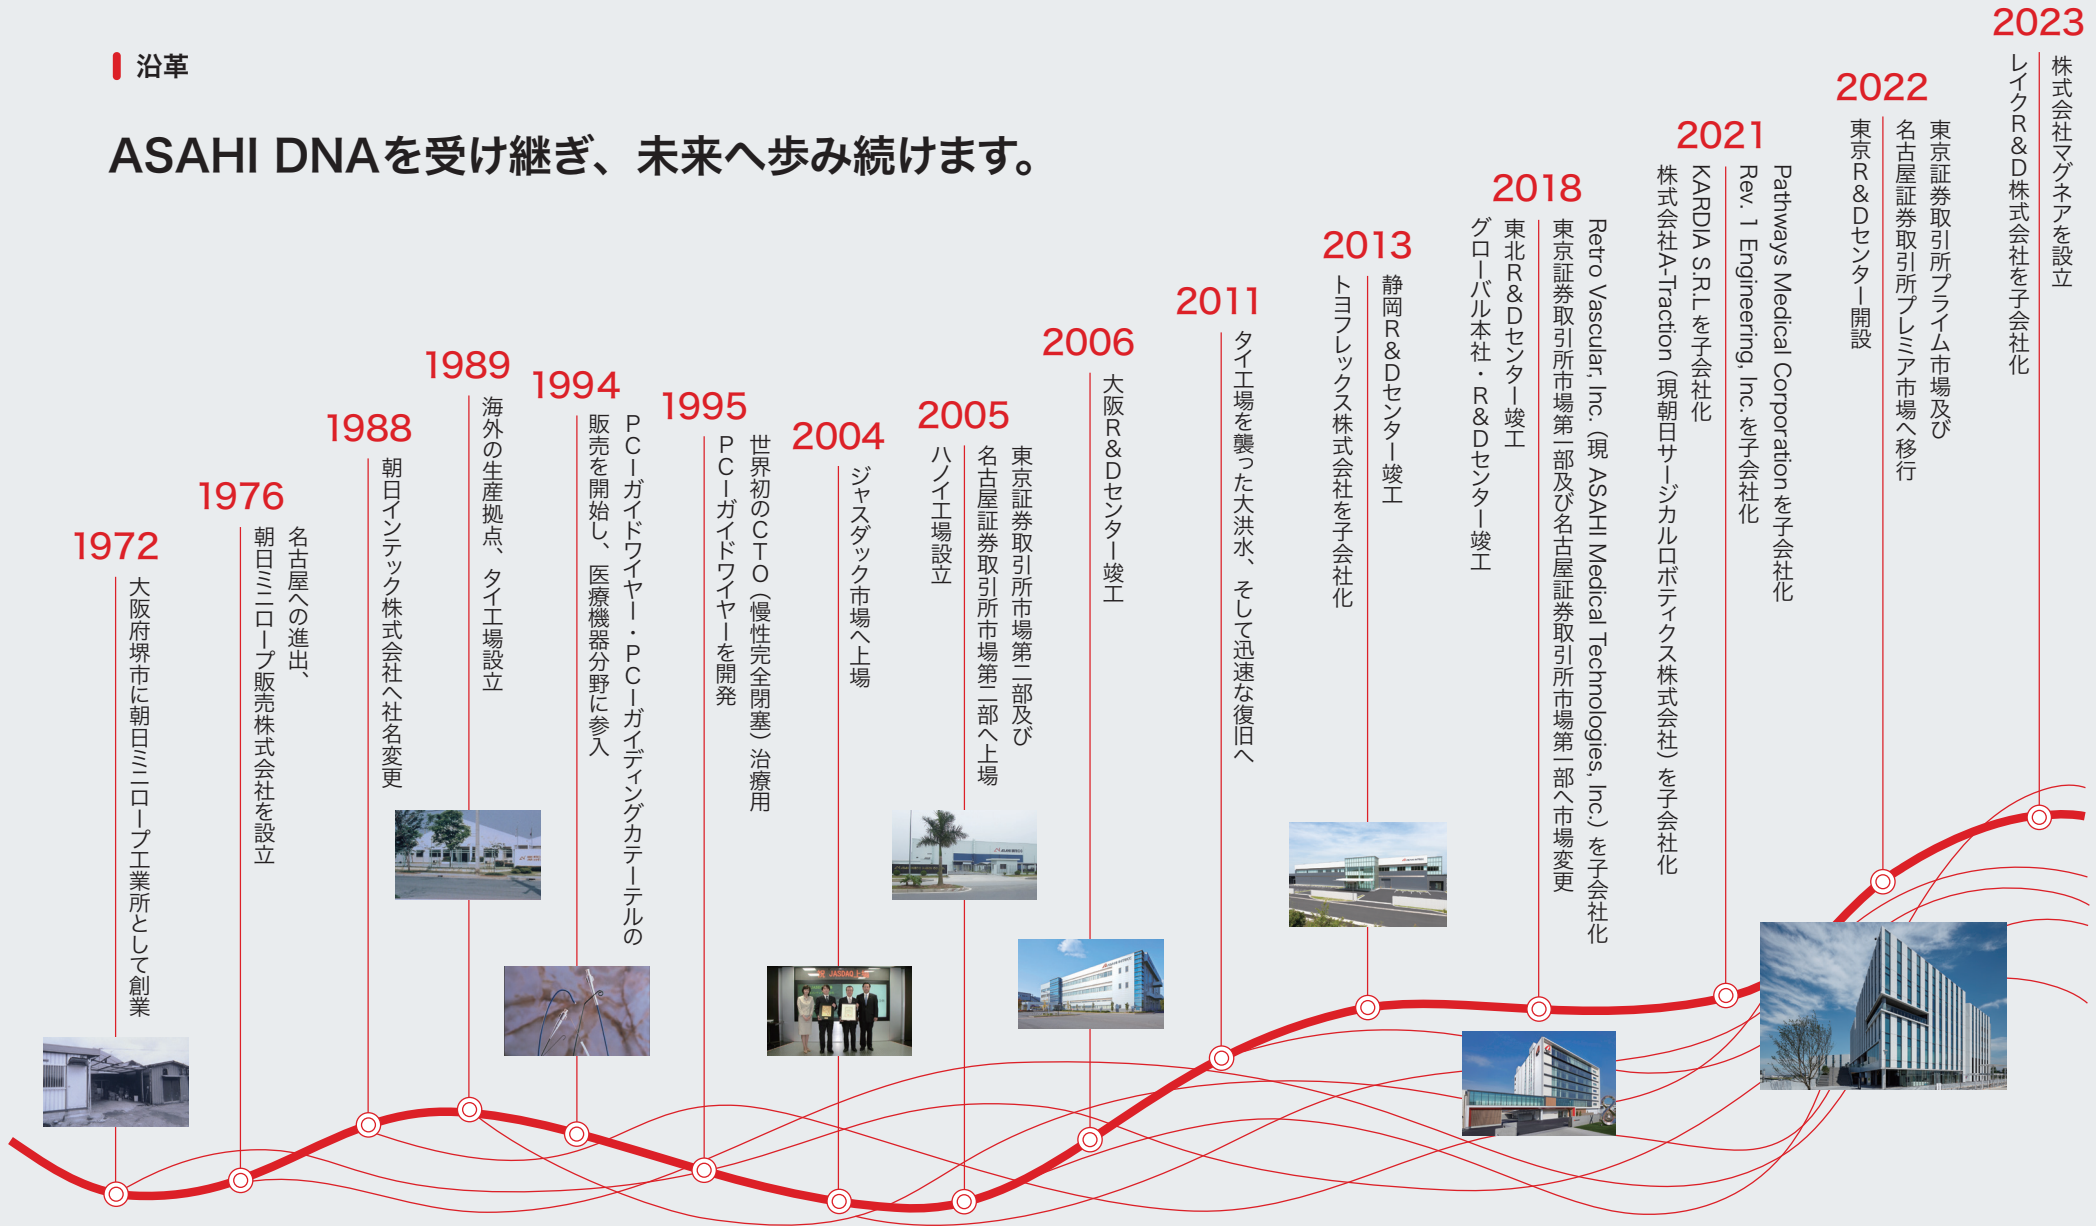 沿革
ASAHI DNAを受け継ぎ、未来へ歩み続けます。
1972
大阪府堺市に朝日ミニロープ工業所として創業
1976
名古屋への進出、
朝日ミニロープ販売株式会社を設立
1988
朝日インテック株式会社へ社名変更
1989
海外の生産拠点、タイ工場設立
1994
PCーガイドワイヤー・PCーガイディングカテーテルの
販売を開始し、医療機器分野に参入
1995
世界初のCTO（慢性完全閉塞）治療用
PCーガイドワイヤーを開発
2004
ジャスダック市場へ上場
2005
東京証券取引所市場第二部及び
名古屋証券取引所市場第二部へ上場
ハノイ工場設立
2006
大阪R&Dセンター竣工
2011
タイ工場を襲った大洪水、そして迅速な復旧へ
2013
静岡R&Dセンター竣工
トヨフレックス株式会社を子会社化
2018
Retro Vascular, Inc.（現 ASAHI Medical Technologies, Inc.）を子会社化
東京証券取引所市場第一部及び名古屋証券取引所市場第一部へ市場変更
東北R&Dセンター竣工
グローバル本社・R&Dセンター竣工
2021
Pathways Medical Corporation を子会社化
Rev. 1 Engineering, Inc. を子会社化
KARDIA S.R.L を子会社化
株式会社A-Traction（現朝日サージカルロボティクス株式会社）を子会社化
2022
東京証券取引所プライム市場及び
名古屋証券取引所プレミア市場へ移行
東京R&Dセンター開設
2023
株式会社マグネアを設立
レイクR&D株式会社を子会社化